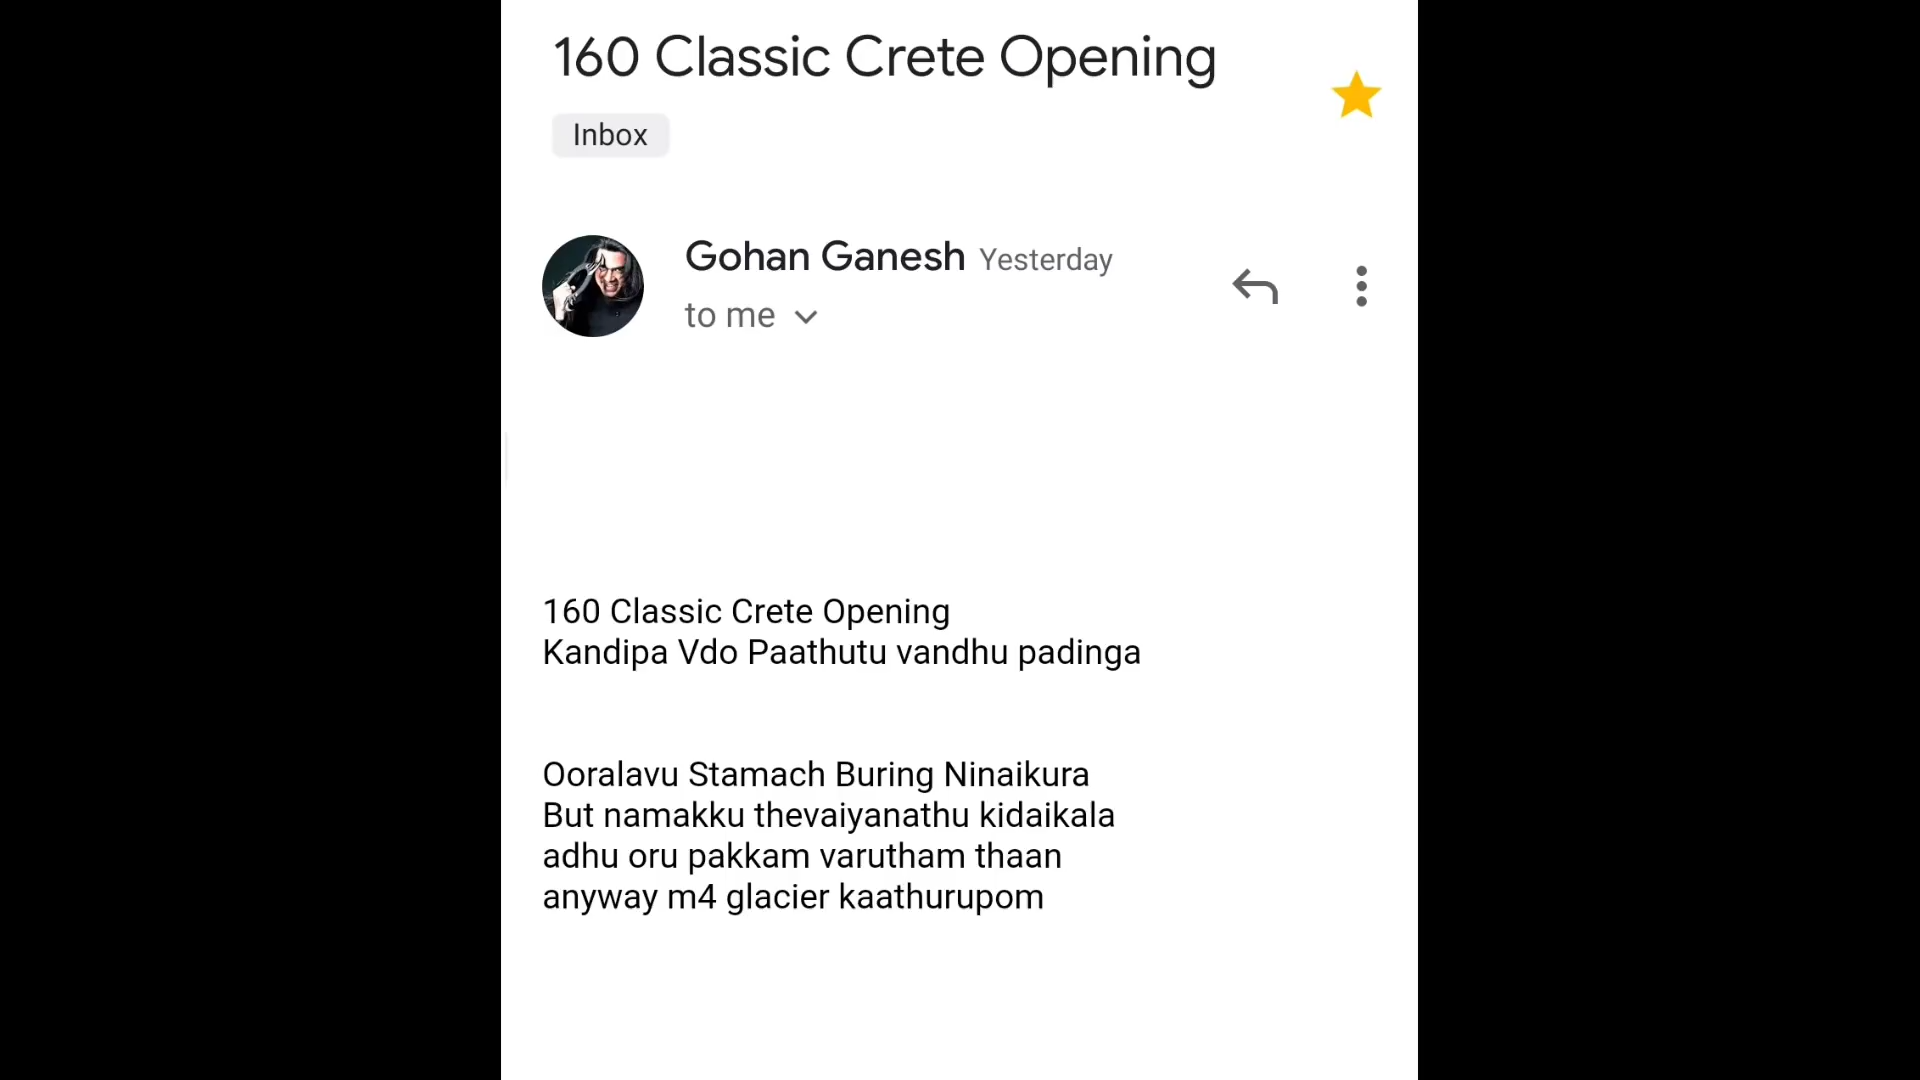 160 Classic Crete Opening
Inbox
Gohan Ganesh Yesterday
to me
160 Classic Crete Opening
Kandipa Vdo Paathutu vandhu padinga
Ooralavu Stamach Buring Ninaikura
But namakku thevaiyanathu kidaikala
adhu oru pakkam varutham thaan
anyway m4 glacier kaathurupom